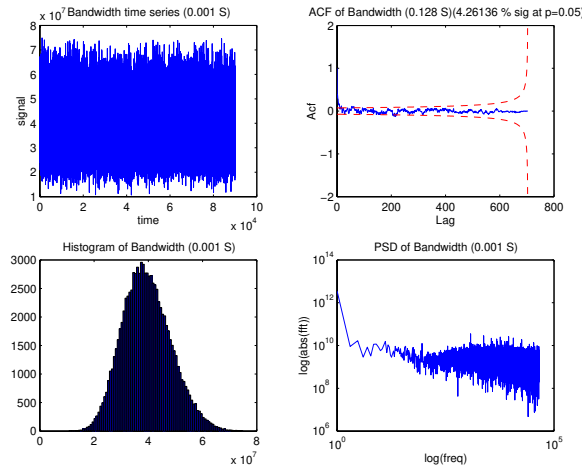 x 10^7 Bandwidth time series (0.001 S)
8
7
6
5
4
3
2
1
signal
0 2 4 6 8 10
time
x 10^4
ACF of Bandwidth (0.128 S)(4.26136 % sig at p=0.05)
2
1
0
−1
−2
Acf
0 200 400 600 800
Lag
Histogram of Bandwidth (0.001 S)
3000
2500
2000
1500
1000
500
0
0 2 4 6 8
x 10^7
PSD of Bandwidth (0.001 S)
10^14
10^12
10^10
10^8
10^6
log(abs(fft))
10^0 10^5
log(freq)